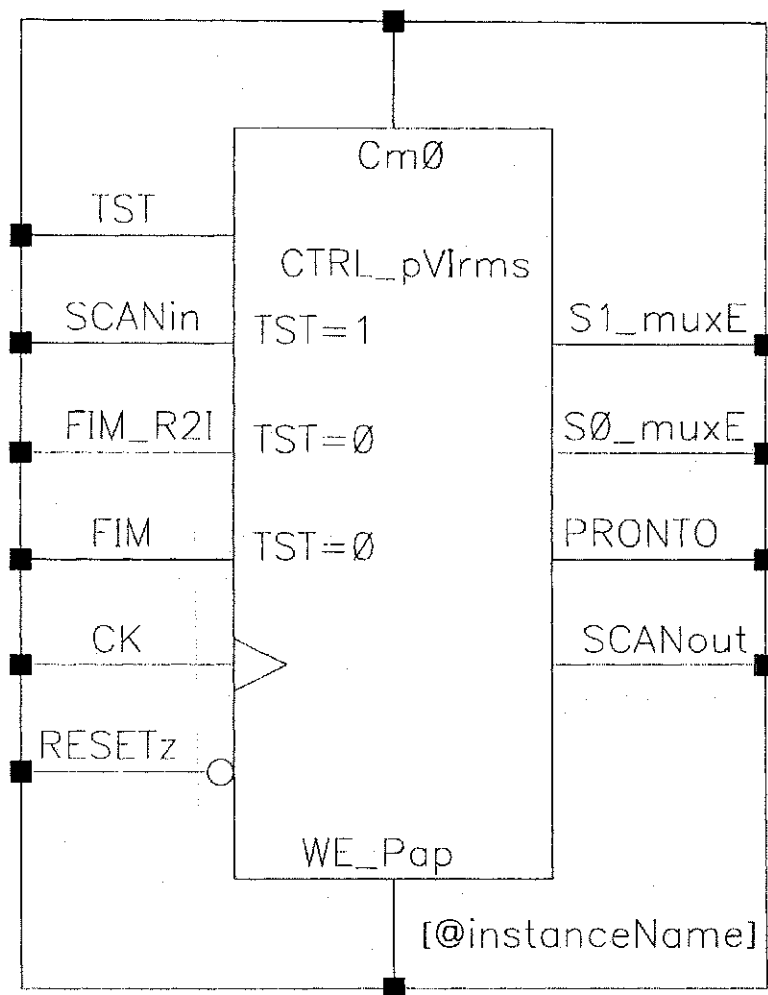 CmØ
TST
CTRL_pVIrms
SCANin
TST=1
S1_muxE
FIM_R2I
TST=Ø
SØ_muxE
FIM
TST=Ø
PRONTO
CK
SCANout
RESETz
WE_Pap
[@instanceName]